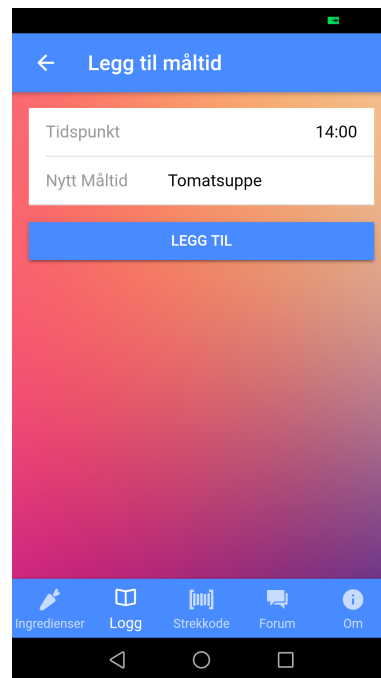 Legg til måltid
Tidspunkt 14:00
Nytt Måltid Tomatsuppe
LEGG TIL
Ingredienser Logg Strekkode Forum Om